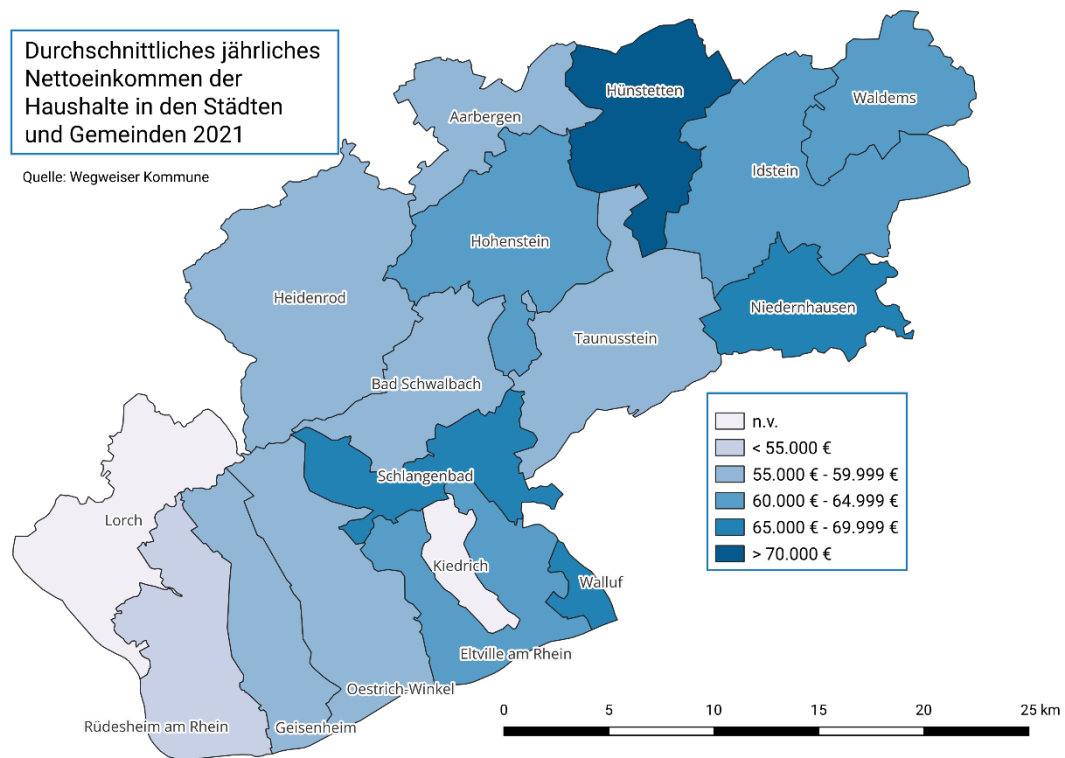 Durchschnittliches jährliches
Nettoeinkommen der
Haushalte in den Städten
und Gemeinden 2021
Quelle: Wegweiser Kommune
Hünstetten
Waldems
Aarbergen
Idstein
Hohenstein
Heidenrod
Niedernhausen
Taunusstein
Bad Schwalbach
Schlangenbad
Lorch
Kiedrich
Walluf
Eltville am Rhein
Oestrich-Winkel
Rüdesheim am Rhein
Geisenheim
n.v.
< 55.000 €
55.000 € - 59.999 €
60.000 € - 64.999 €
65.000 € - 69.999 €
> 70.000 €
0 5 10 15 20 25 km